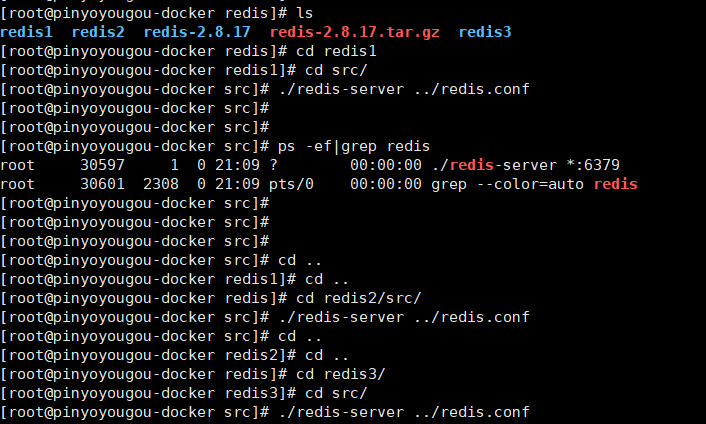 [root@pinyoyougou-docker redis]# ls
redis1  redis2  redis-2.8.17  redis-2.8.17.tar.gz  redis3
[root@pinyoyougou-docker redis]# cd redis1
[root@pinyoyougou-docker redis1]# cd src/
[root@pinyoyougou-docker src]# ./redis-server ../redis.conf
[root@pinyoyougou-docker src]#
[root@pinyoyougou-docker src]#
[root@pinyoyougou-docker src]# ps -ef|grep redis
root     30597     1  0 21:09 ?        00:00:00 ./redis-server *:6379
root     30601  2308  0 21:09 pts/0    00:00:00 grep --color=auto redis
[root@pinyoyougou-docker src]#
[root@pinyoyougou-docker src]#
[root@pinyoyougou-docker src]#
[root@pinyoyougou-docker src]# cd ..
[root@pinyoyougou-docker redis1]# cd ..
[root@pinyoyougou-docker redis]# cd redis2/src/
[root@pinyoyougou-docker src]# ./redis-server ../redis.conf
[root@pinyoyougou-docker src]# cd ..
[root@pinyoyougou-docker redis2]# cd ..
[root@pinyoyougou-docker redis]# cd redis3/
[root@pinyoyougou-docker redis3]# cd src/
[root@pinyoyougou-docker src]# ./redis-server ../redis.conf